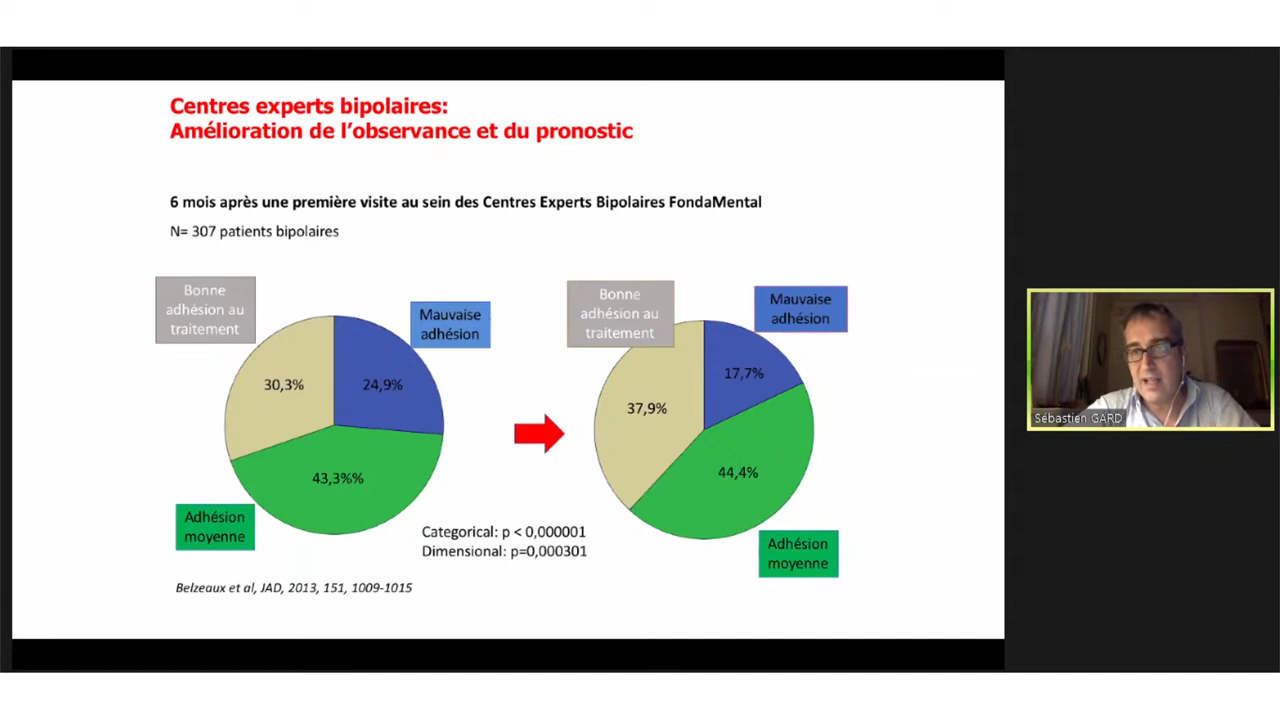 Centres experts bipolaires:
Amélioration de l'observance et du pronostic
6 mois après une première visite au sein des Centres Experts Bipolaires FondaMental
N= 307 patients bipolaires
Bonne
adhésion au
traitement
Mauvaise
adhésion
30,3%
24,9%
43,3%%
Adhésion
moyenne
Bonne
adhésion au
traitement
Mauvaise
adhésion
17,7%
37,9%
44,4%
Adhésion
moyenne
Categorical: p < 0,000001
Dimensional: p=0,000301
Belzeaux et al, JAD, 2013, 151, 1009-1015
Sébastien GARD